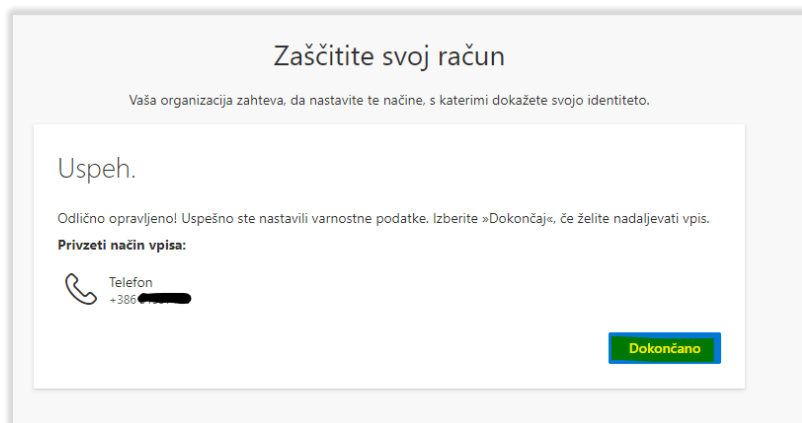 Zaščitite svoj račun
Vaša organizacija zahteva, da nastavite te načine, s katerimi dokažete svojo identiteto.
Uspeh.
Odlično opravljeno! Uspešno ste nastavili varnostne podatke. Izberite »Dokončaj«, če želite nadaljevati vpis.
Privzeti način vpisa:
Telefon
+386
Dokončano